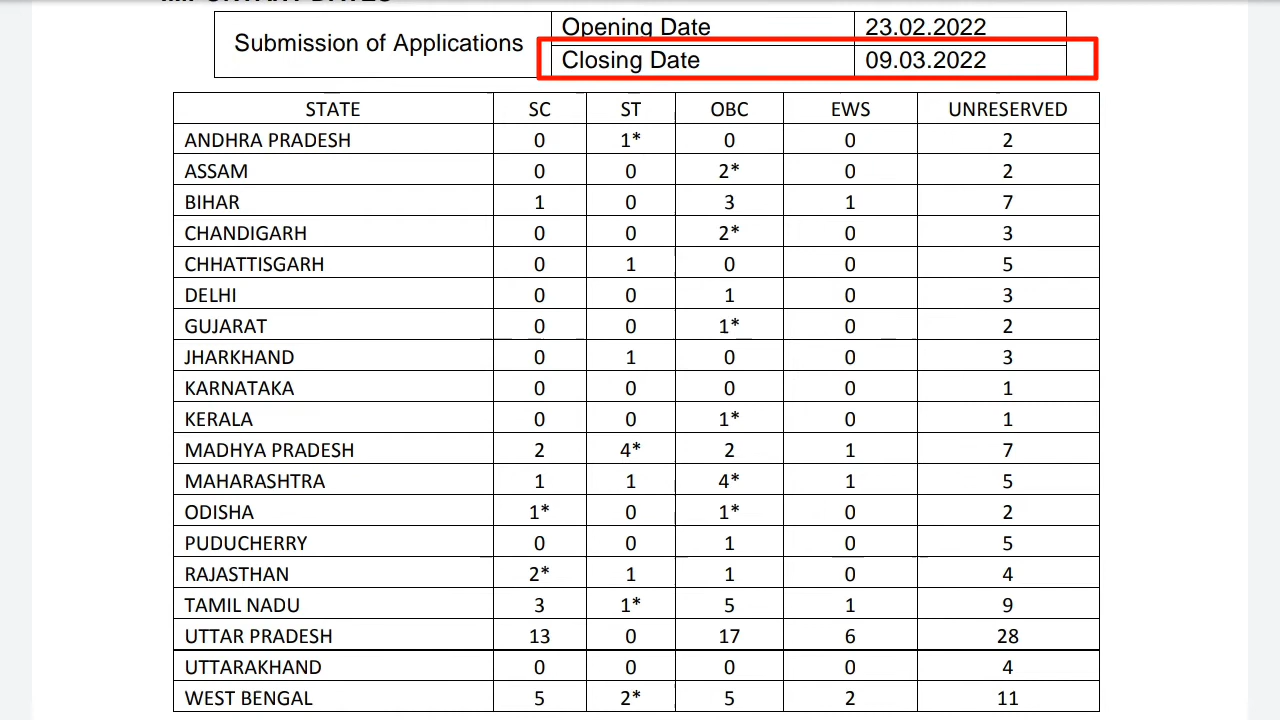 IMPORTANT DATES
Submission of Applications Opening Date 23.02.2022
Closing Date 09.03.2022
STATE SC ST OBC EWS UNRESERVED
ANDHRA PRADESH 0 1* 0 0 2
ASSAM 0 0 2* 0 2
BIHAR 1 0 3 1 7
CHANDIGARH 0 0 2* 0 3
CHHATTISGARH 0 1 0 0 5
DELHI 0 0 1 0 3
GUJARAT 0 0 1* 0 2
JHARKHAND 0 1 0 0 3
KARNATAKA 0 0 0 0 1
KERALA 0 0 1* 0 1
MADHYA PRADESH 2 4* 2 1 7
MAHARASHTRA 1 1 4* 1 5
ODISHA 1* 0 1* 0 2
PUDUCHERRY 0 0 1 0 5
RAJASTHAN 2* 1 1 0 4
TAMIL NADU 3 1* 5 1 9
UTTAR PRADESH 13 0 17 6 28
UTTARAKHAND 0 0 0 0 4
WEST BENGAL 5 2* 5 2 11